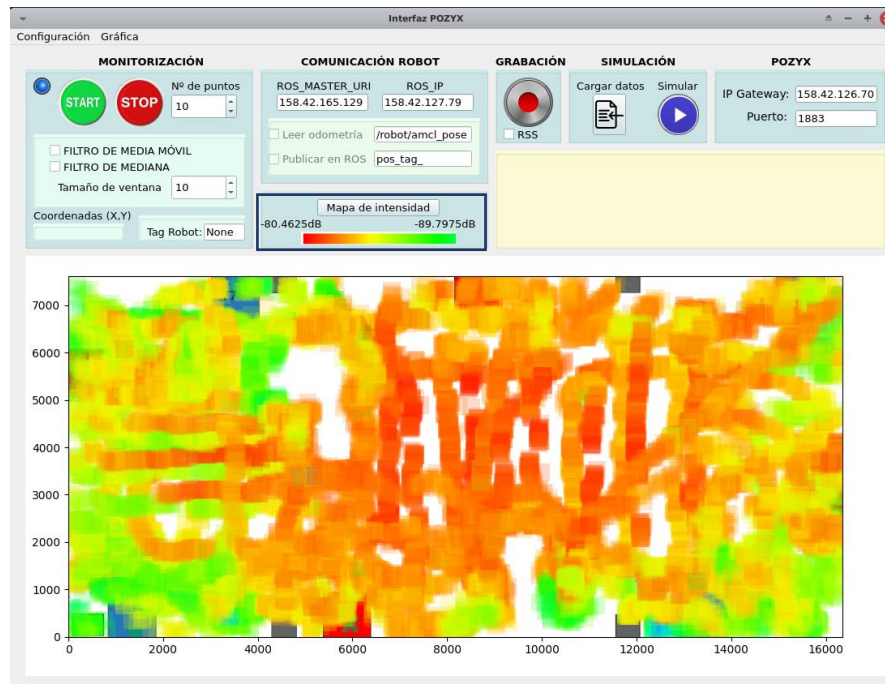 Interfaz POZYX
Configuración Gráfica
MONITORIZACIÓN
START
STOP
Nº de puntos
10
FILTRO DE MEDIA MÓVIL
FILTRO DE MEDIANA
Tamaño de ventana 10
Coordenadas (X,Y)
Tag Robot: None
COMUNICACIÓN ROBOT
ROS_MASTER_URI ROS_IP
158.42.165.129 158.42.127.79
Leer odometría /robot/amcl_pose
Publicar en ROS pos_tag_
Mapa de intensidad
-80.4625dB -89.7975dB
GRABACIÓN
RSS
SIMULACIÓN
Cargar datos Simular
POZYX
IP Gateway: 158.42.126.70
Puerto: 1883
7000
6000
5000
4000
3000
2000
1000
0
0 2000 4000 6000 8000 10000 12000 14000 16000